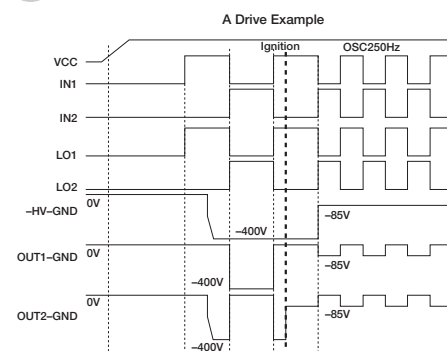 A Drive Example
Ignition OSC250Hz
VCC
IN1
IN2
LO1
LO2
0V
–HV–GND
–400V
–85V
0V
OUT1–GND
–85V
–400V
0V
OUT2–GND
–85V
–400V